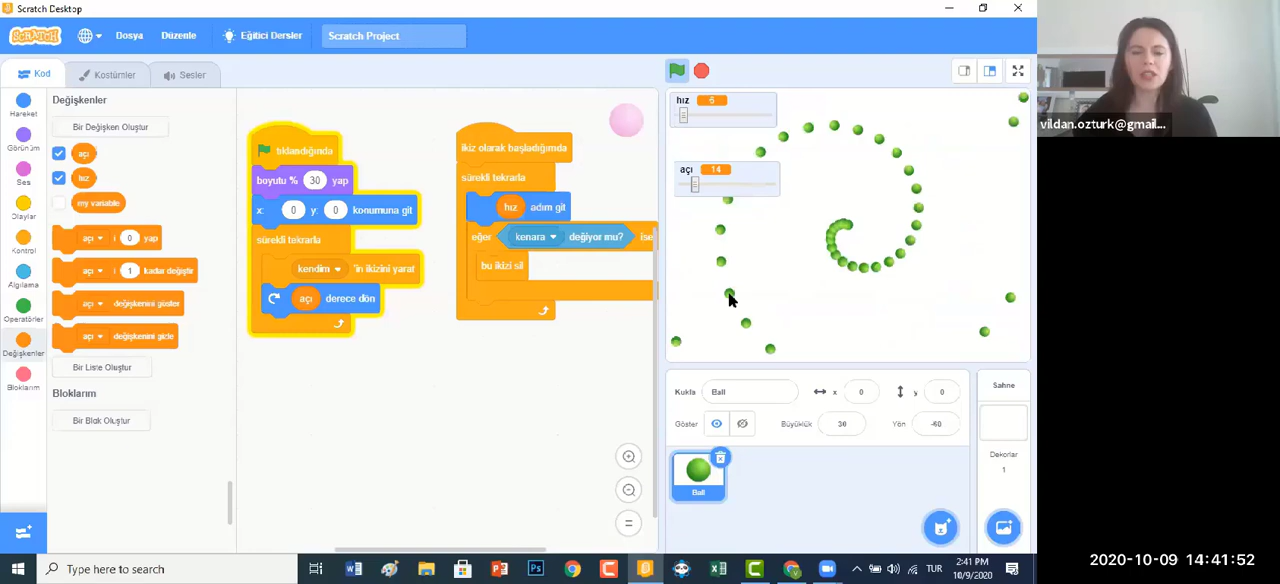 Scratch Desktop
SCRATCH
Dosya
Düzenle
Eğitici Dersler
Scratch Project
Kod
Kostümler
Sesler
Hareket
Görünüm
Ses
Olaylar
Kontrol
Algılama
Operatörler
Değişkenler
Bloklarım
Değişkenler
Bir Değişken Oluştur
açı
hız
my variable
açı i 0 yap
açı i 1 kadar değiştir
açı değişkenini göster
açı değişkenini gizle
Bir Liste Oluştur
Bloklarım
Bir Blok Oluştur
tıklandığında
boyutu % 30 yap
x: 0 y: 0 konumuna git
sürekli tekrarla
kendim 'in ikizini yarat
açı derece dön
ikiz olarak başladığımda
sürekli tekrarla
hız adım git
eğer kenara değiyor mu? ise
bu ikizi sil
hız 6
açı 14
Kukla Ball x 0 y 0
Göster Büyüklük 30 Yön -60
Ball
Sahne
Dekorlar
1
vildan.ozturk@gmail...
Type here to search
TUR
2:41 PM
10/9/2020
2020-10-09 14:41:52